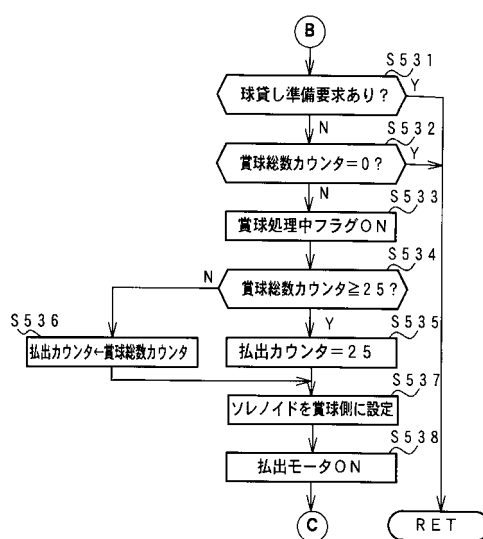 B
S531
球貸し準備要求あり？
Y
N
S532
賞球総数カウンタ＝0？
Y
N
S533
賞球処理中フラグON
S534
賞球総数カウンタ≧25？
N
Y
S536
払出カウンタ←賞球総数カウンタ
S535
払出カウンタ＝25
S537
ソレノイドを賞球側に設定
S538
払出モータON
C
RET